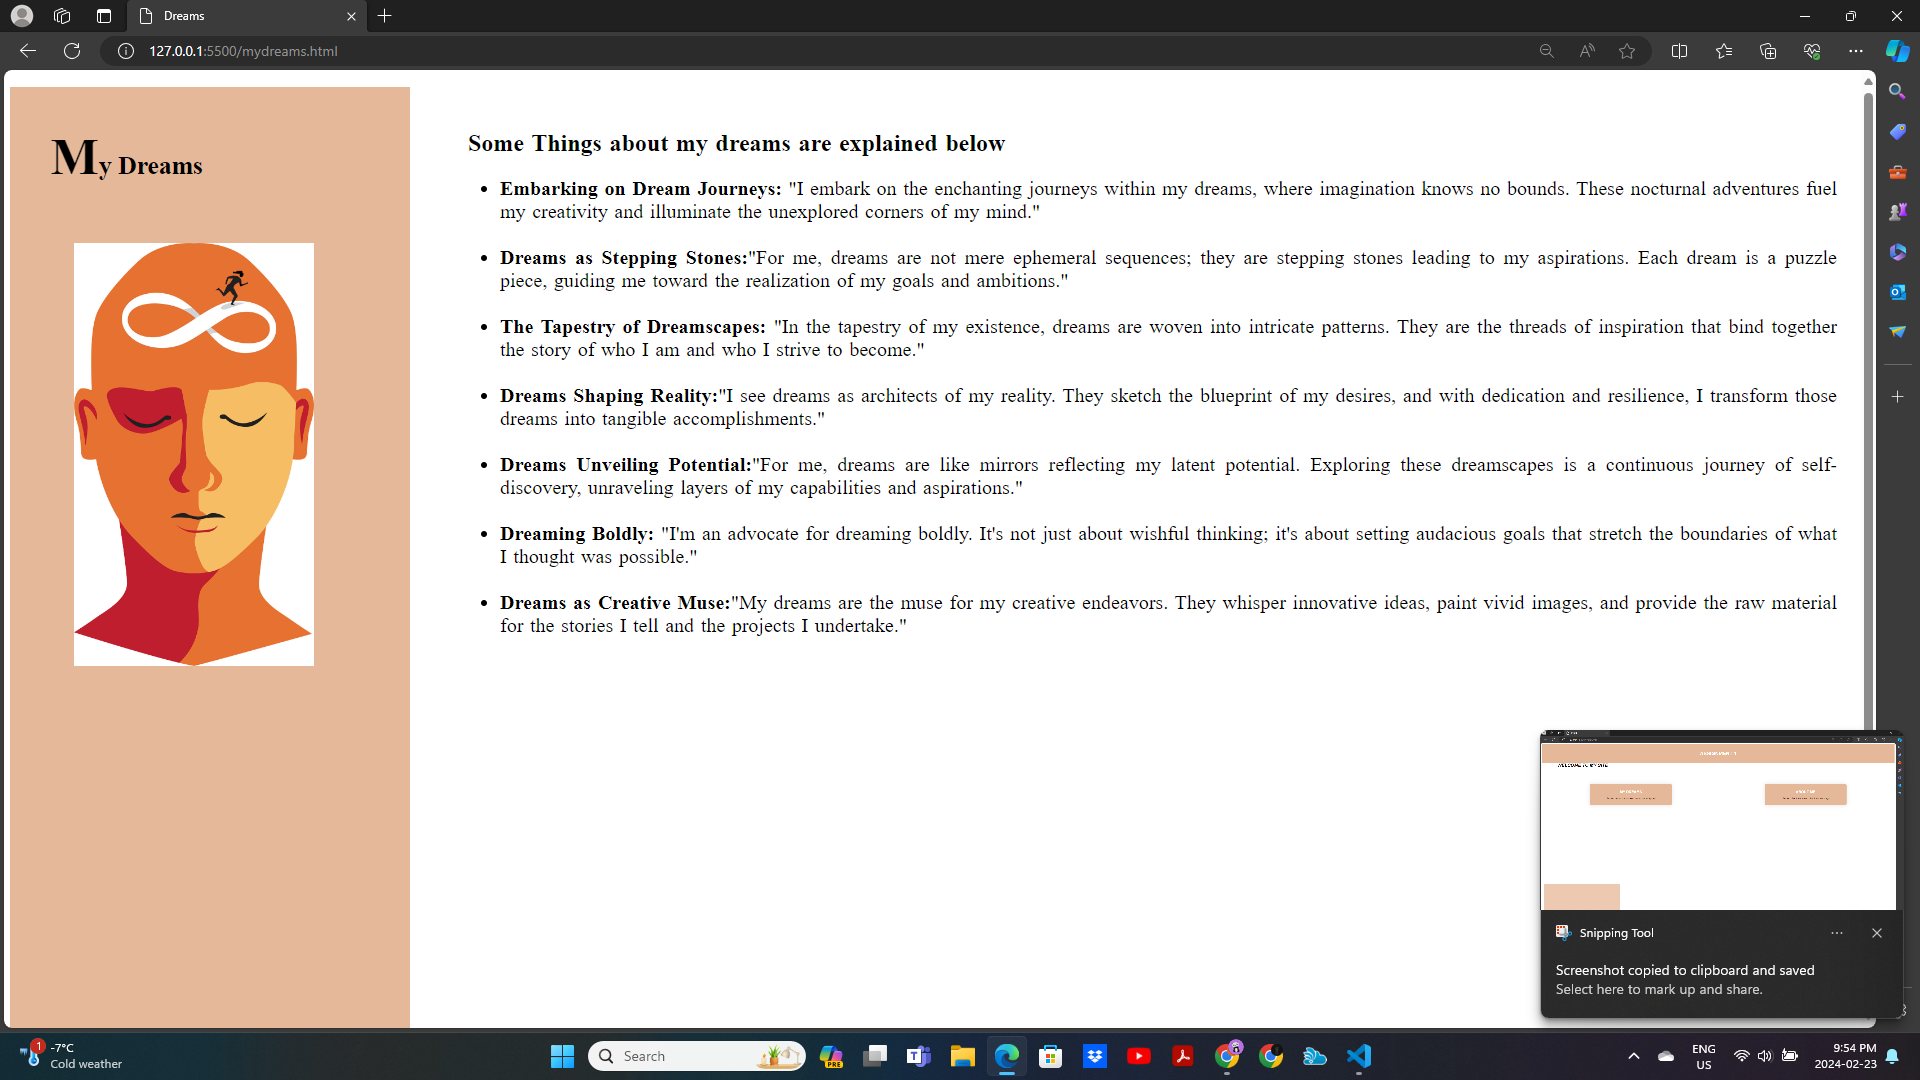 Dreams
127.0.0.1:5500/mydreams.html
My Dreams
Some Things about my dreams are explained below
Embarking on Dream Journeys: "I embark on the enchanting journeys within my dreams, where imagination knows no bounds. These nocturnal adventures fuel
my creativity and illuminate the unexplored corners of my mind."
Dreams as Stepping Stones:"For me, dreams are not mere ephemeral sequences; they are stepping stones leading to my aspirations. Each dream is a puzzle
piece, guiding me toward the realization of my goals and ambitions."
The Tapestry of Dreamscapes: "In the tapestry of my existence, dreams are woven into intricate patterns. They are the threads of inspiration that bind together
the story of who I am and who I strive to become."
Dreams Shaping Reality:"I see dreams as architects of my reality. They sketch the blueprint of my desires, and with dedication and resilience, I transform those
dreams into tangible accomplishments."
Dreams Unveiling Potential:"For me, dreams are like mirrors reflecting my latent potential. Exploring these dreamscapes is a continuous journey of self-
discovery, unraveling layers of my capabilities and aspirations."
Dreaming Boldly: "I'm an advocate for dreaming boldly. It's not just about wishful thinking; it's about setting audacious goals that stretch the boundaries of what
I thought was possible."
Dreams as Creative Muse:"My dreams are the muse for my creative endeavors. They whisper innovative ideas, paint vivid images, and provide the raw material
for the stories I tell and the projects I undertake."
Snipping Tool
Screenshot copied to clipboard and saved
Select here to mark up and share.
1
-7°C
Cold weather
Search
PRE
ENG
US
9:54 PM
2024-02-23